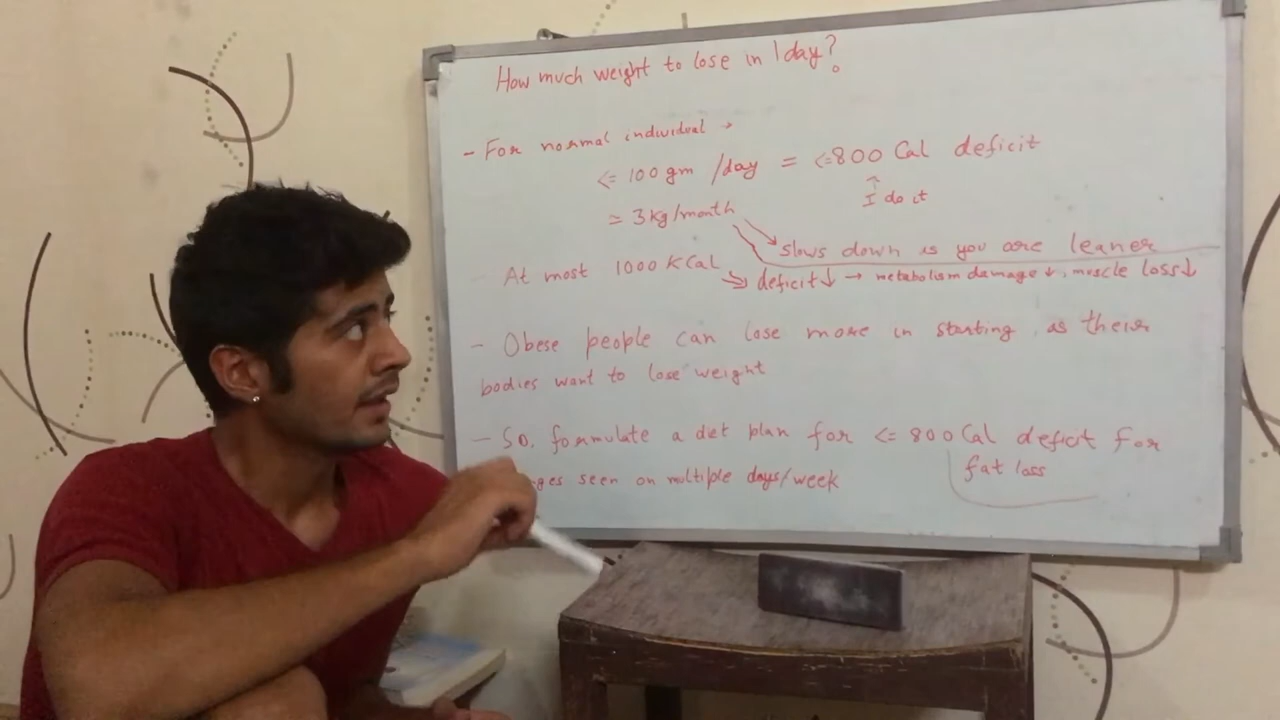 How much weight to lose in 1 day?
- For normal individual →
<= 100 gm /day = <=800 Cal deficit
↑
I do it
≃ 3kg/month
slows down as you are leaner
At most 1000 KCal
deficit↓ → metabolism damage ↓, muscle loss↓
- Obese people can lose more in starting as their
bodies want to lose weight
- So, formulate a diet plan for <= 800 Cal deficit for
fat loss
seen on multiple days/week